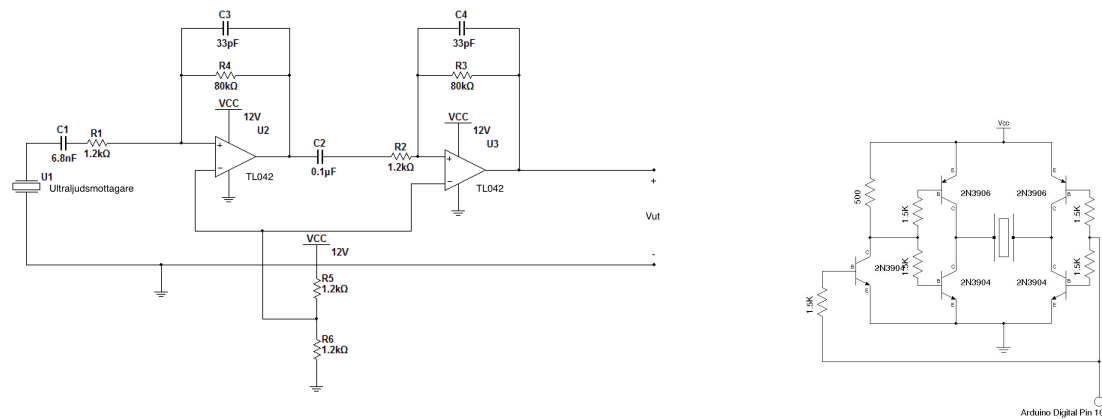 C3
33pF
R4
80kΩ
VCC
12V
U2
C4
33pF
R3
80kΩ
VCC
12V
U3
C1
6.8nF
R1
1.2kΩ
+
−
TL042
C2
0.1µF
R2
1.2kΩ
+
−
TL042
U1
Ultraljudsmottagare
+
Vut
-
VCC
12V
R5
1.2kΩ
R6
1.2kΩ
Vcc
500
E
B
C
2N3906
1.5K
E
B
C
2N3906
1.5K
C
B
E
2N3904
1.5K
C
B
E
2N3904
C
B
E
2N3904
1.5K
1.5K
Arduino Digital Pin